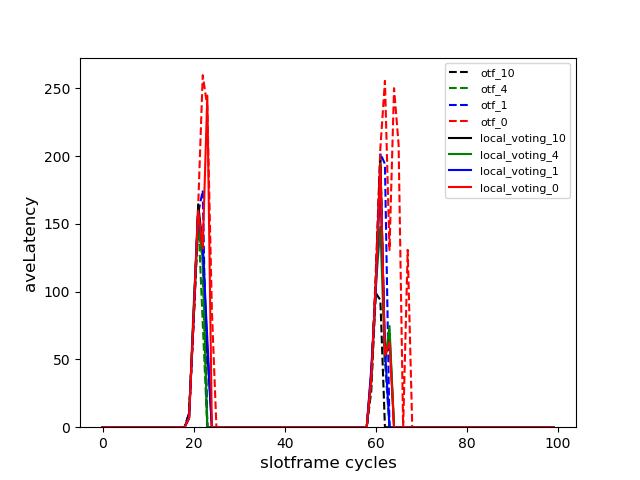 250
200
150
100
50
0
aveLatency
0 20 40 60 80 100
slotframe cycles
otf_10
otf_4
otf_1
otf_0
local_voting_10
local_voting_4
local_voting_1
local_voting_0